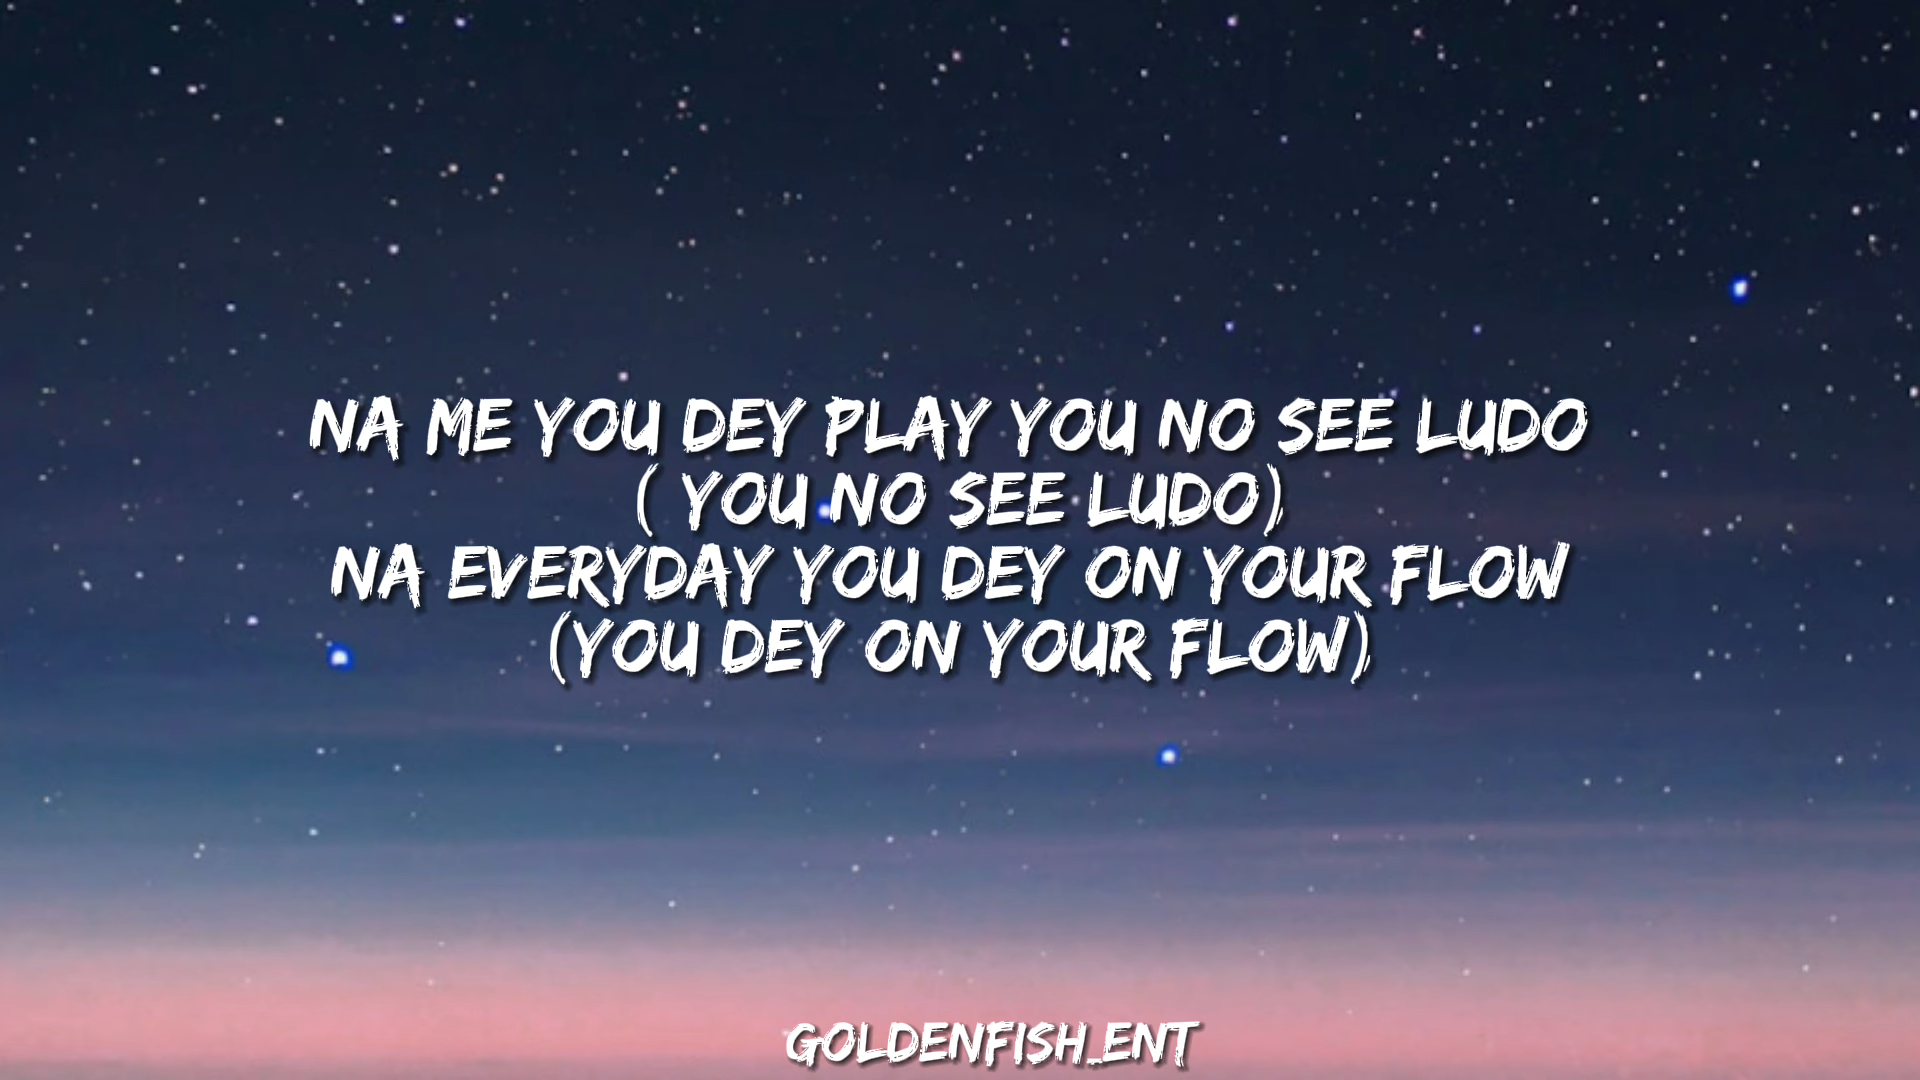 NA ME YOU DEY PLAY YOU NO SEE LUDO
( YOU NO SEE LUDO)
NA EVERYDAY YOU DEY ON YOUR FLOW
(YOU DEY ON YOUR FLOW)
GOLDENFISH_ENT